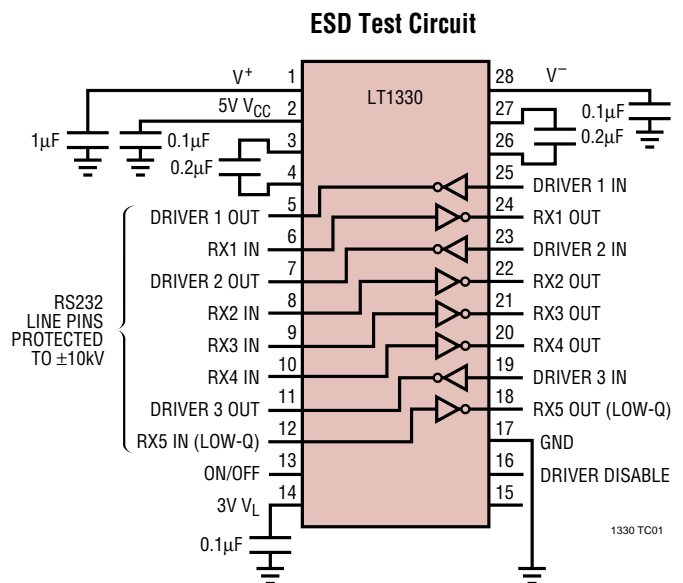 ESD Test Circuit
LT1330
V+ 1
5V VCC 2
3
4
5
DRIVER 1 OUT
6
RX1 IN
7
DRIVER 2 OUT
8
RX2 IN
9
RX3 IN
10
RX4 IN
11
DRIVER 3 OUT
12
RX5 IN (LOW-Q)
13
ON/OFF
14
3V VL
1µF
0.1µF
0.2µF
0.1µF
RS232
LINE PINS
PROTECTED
TO ±10kV
28 V–
27
26
0.1µF
0.2µF
25
DRIVER 1 IN
24
RX1 OUT
23
DRIVER 2 IN
22
RX2 OUT
21
RX3 OUT
20
RX4 OUT
19
DRIVER 3 IN
18
RX5 OUT (LOW-Q)
17
GND
16
DRIVER DISABLE
15
1330 TC01